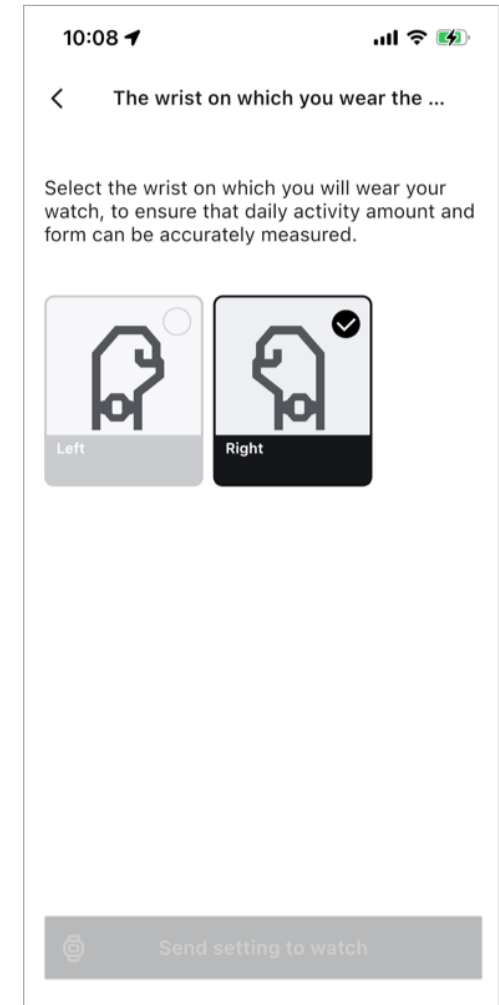 10:08
The wrist on which you wear the ...
Select the wrist on which you will wear your
watch, to ensure that daily activity amount and
form can be accurately measured.
Left
Right
Send setting to watch